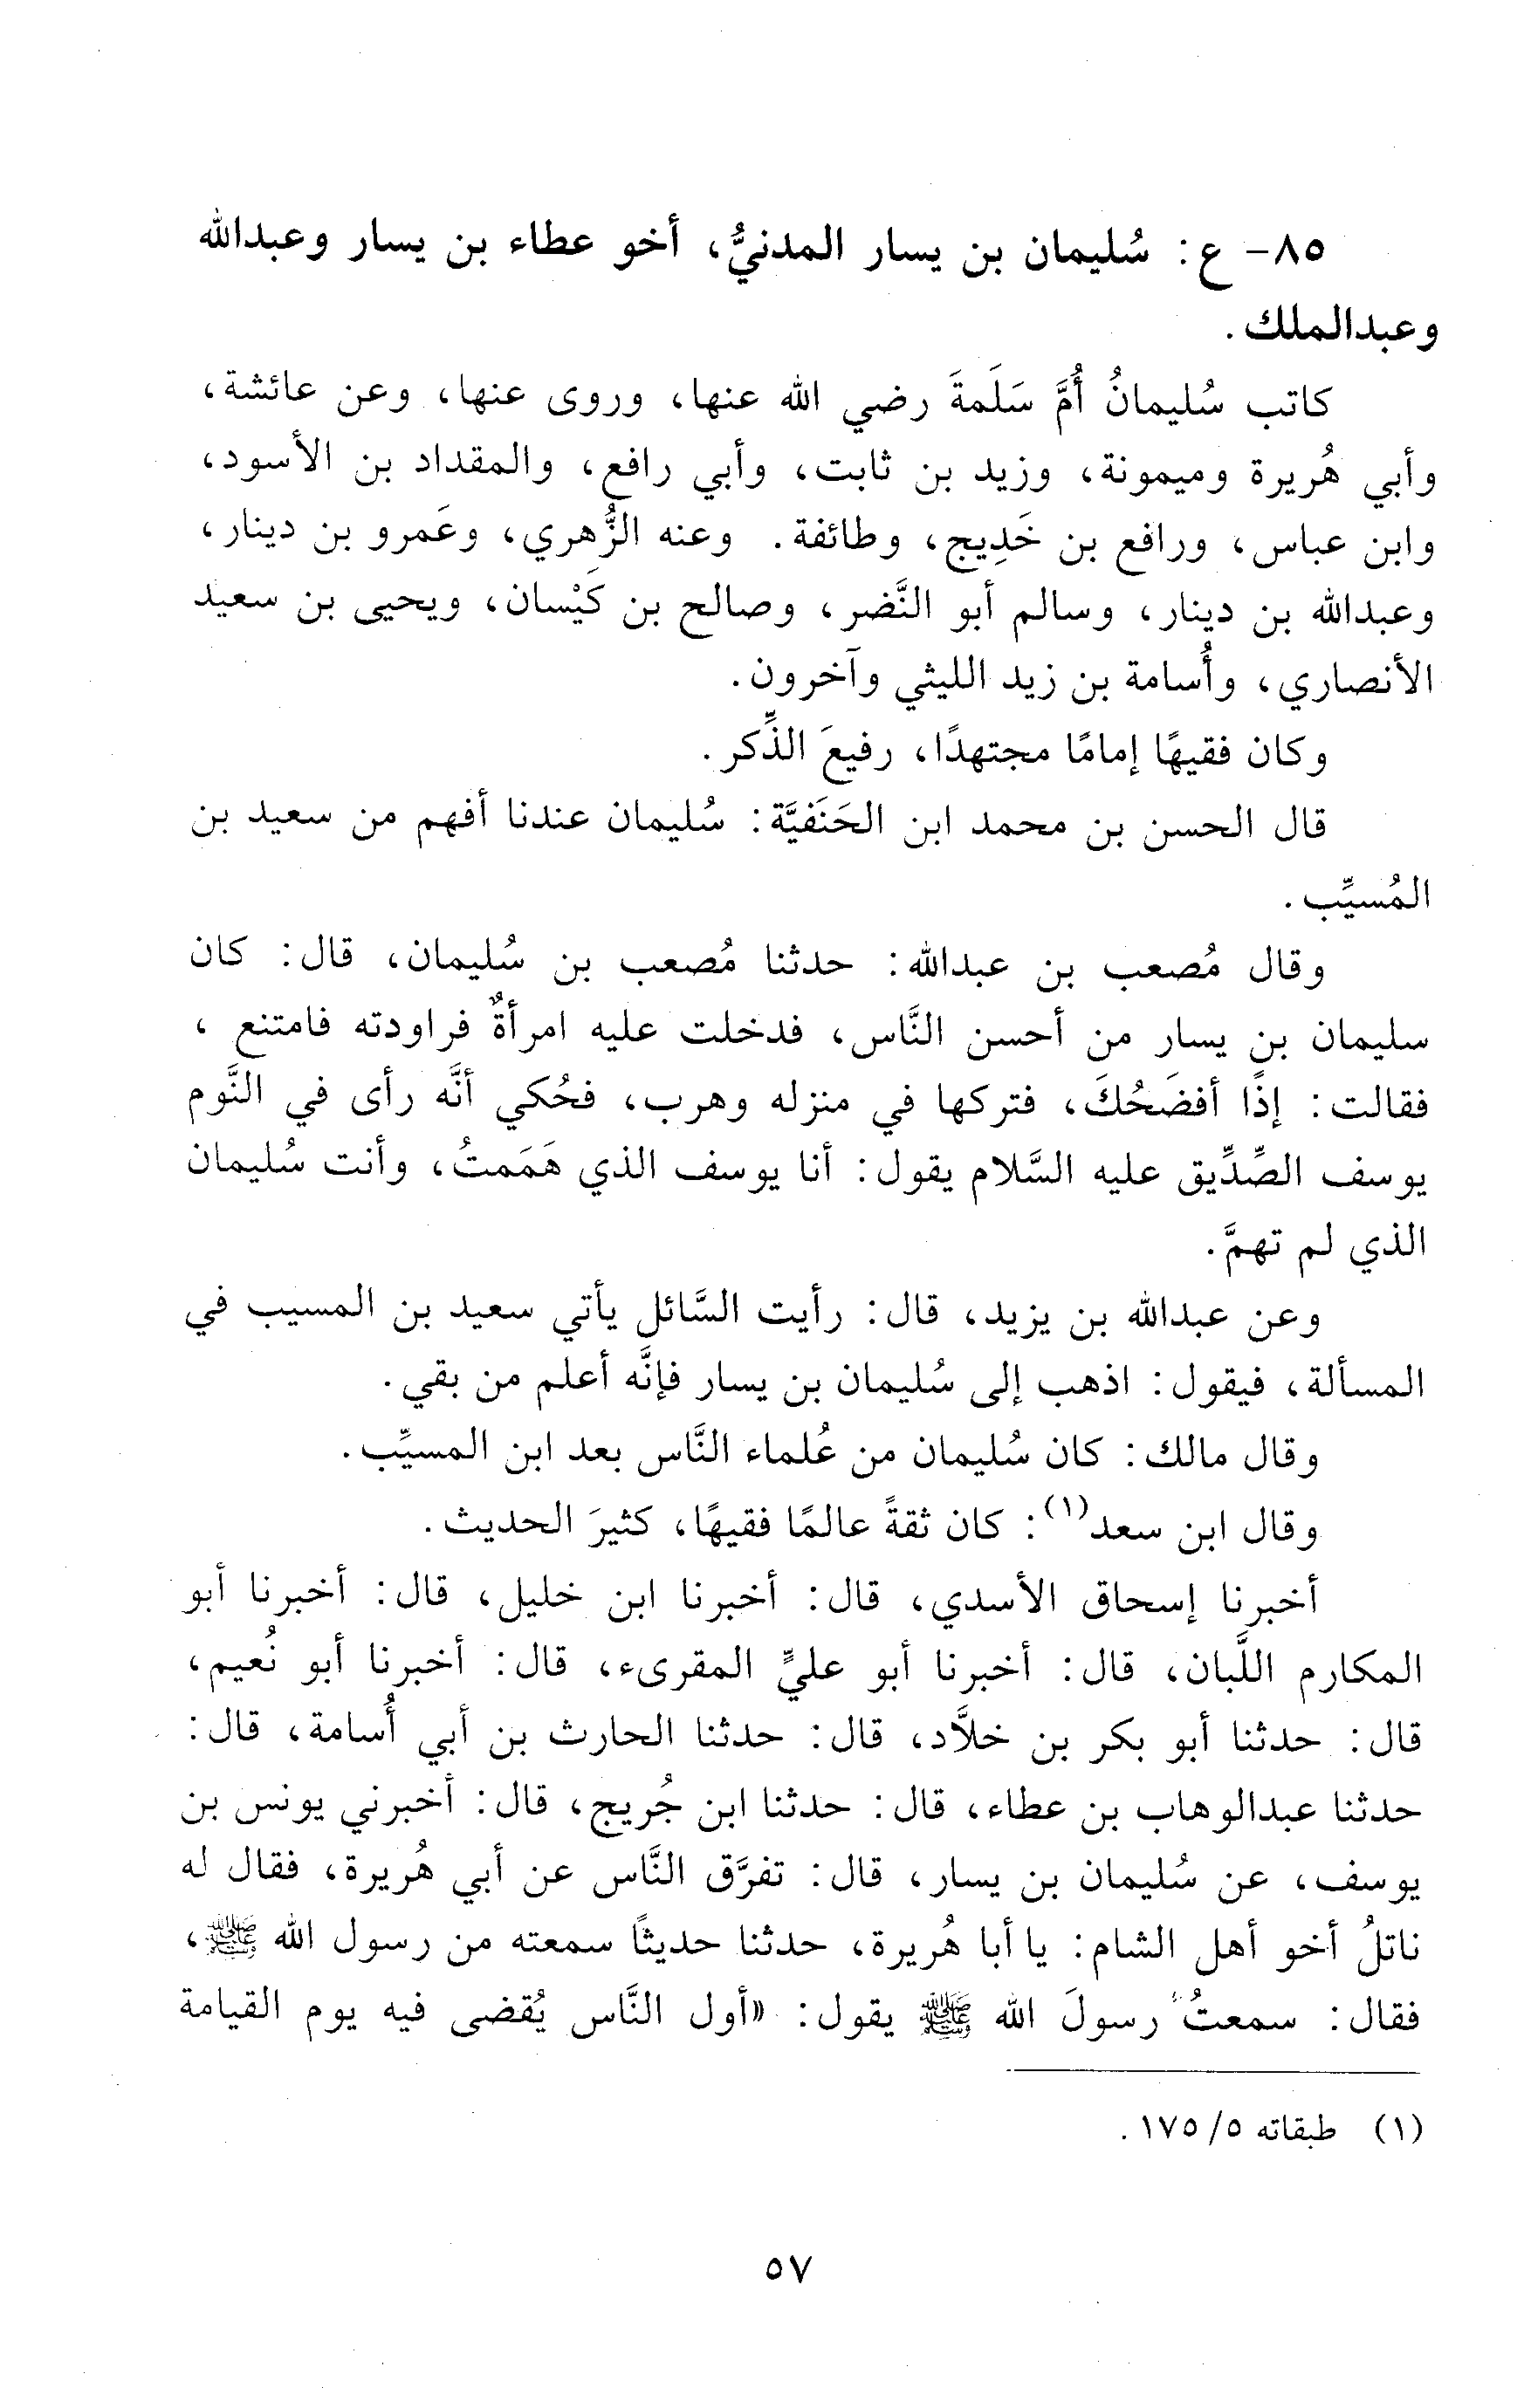 ٨٥- ع: سُليمان بن يسار المدنيُّ، أخو عطاء بن يسار وعبدالله
وعبدالملك.
كاتب سُليمانُ أُمَّ سَلَمةَ رضي الله عنها، وروى عنها، وعن عائشة،
وأبي هُريرة وميمونة، وزيد بن ثابت، وأبي رافع، والمقداد بن الأسود،
وابن عباس، ورافع بن خَدِيج، وطائفة. وعنه الزُّهري، وعَمرو بن دينار،
وعبدالله بن دينار، وسالم أبو النَّضر، وصالح بن كَيْسان، ويحيى بن سعيد
الأنصاري، وأُسامة بن زيد الليثي وآخرون.
وكان فقيهًا إمامًا مجتهدًا، رفيعَ الذِّكر.
قال الحسن بن محمد ابن الحَنَفيَّة: سُليمان عندنا أفهم من سعيد بن
المُسيِّب.
وقال مُصعب بن عبدالله: حدثنا مُصعب بن سُليمان، قال: كان
سليمان بن يسار من أحسن النَّاس، فدخلت عليه امرأةٌ فراودته فامتنع،
فقالت: إذًا أفضَحُكَ، فتركها في منزله وهرب، فحُكي أنَّه رأى في النَّوم
يوسف الصِّدِّيق عليه السَّلام يقول: أنا يوسف الذي هَمَمتُ، وأنت سُليمان
الذي لم تهمَّ.
وعن عبدالله بن يزيد، قال: رأيت السَّائل يأتي سعيد بن المسيب في
المسألة، فيقول: اذهب إلى سُليمان بن يسار فإنَّه أعلم من بقي.
وقال مالك: كان سُليمان من عُلماء النَّاس بعد ابن المسيِّب.
وقال ابن سعد(١): كان ثقةً عالمًا فقيهًا، كثيرَ الحديث.
أخبرنا إسحاق الأسدي، قال: أخبرنا ابن خليل، قال: أخبرنا أبو
المكارم اللَّبان، قال: أخبرنا أبو عليٍّ المقرىء، قال: أخبرنا أبو نُعيم،
قال: حدثنا أبو بكر بن خلاَّد، قال: حدثنا الحارث بن أبي أُسامة، قال:
حدثنا عبدالوهاب بن عطاء، قال: حدثنا ابن جُريج، قال: أخبرني يونس بن
يوسف، عن سُليمان بن يسار، قال: تفرَّق النَّاس عن أبي هُريرة، فقال له
ناتلُ أخو أهل الشام: يا أبا هُريرة، حدثنا حديثًا سمعته من رسول الله ﷺ،
فقال: سمعتُ رسولَ الله ﷺ يقول: «أول النَّاس يُقضى فيه يوم القيامة
(١) طبقاته ٥/ ١٧٥.
٥٧